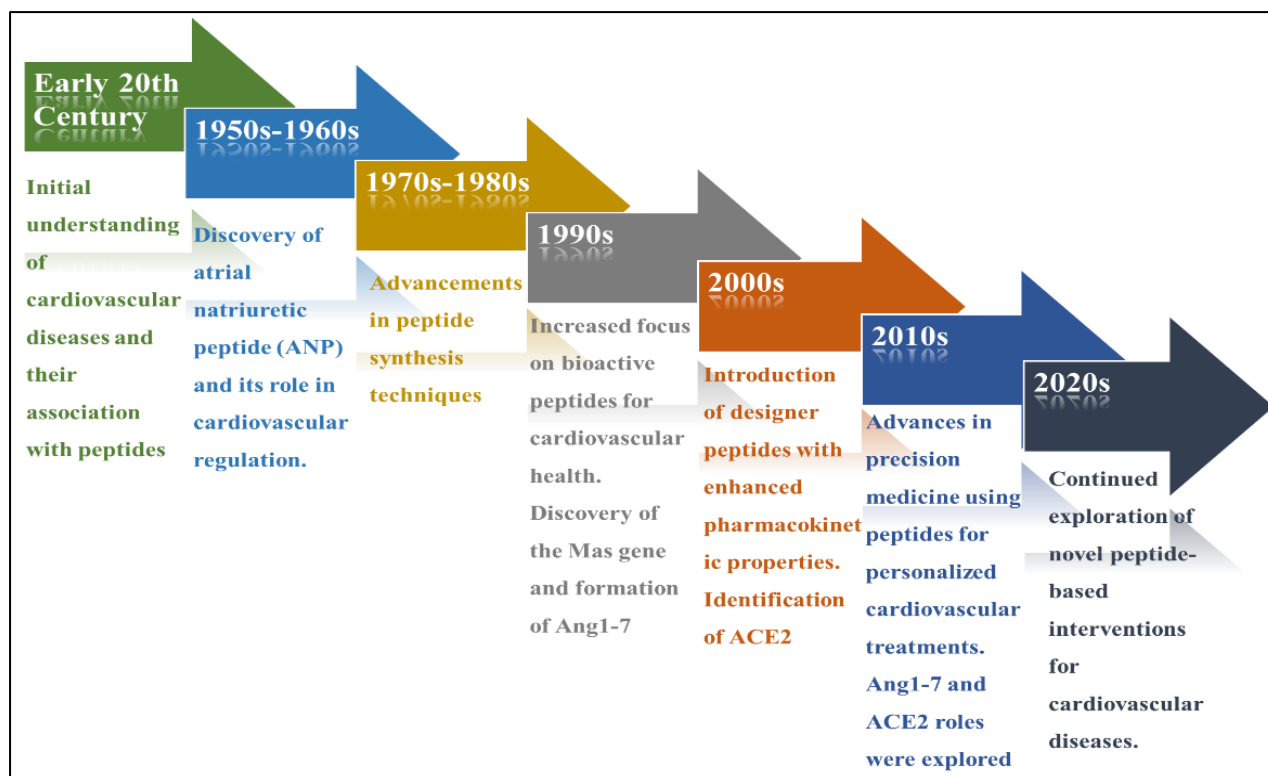 Early 20th
Century
Initial
understanding
of
cardiovascular
diseases and
their
association
with peptides
1950s-1960s
Discovery of
atrial
natriuretic
peptide (ANP)
and its role in
cardiovascular
regulation.
1970s-1980s
Advancements
in peptide
synthesis
techniques
1990s
Increased focus
on bioactive
peptides for
cardiovascular
health.
Discovery of
the Mas gene
and formation
of Ang1-7
2000s
Introduction
of designer
peptides with
enhanced
pharmacokinet
ic properties.
Identification
of ACE2
2010s
Advances in
precision
medicine using
peptides for
personalized
cardiovascular
treatments.
Ang1-7 and
ACE2 roles
were explored
2020s
Continued
exploration of
novel peptide-
based
interventions
for
cardiovascular
diseases.